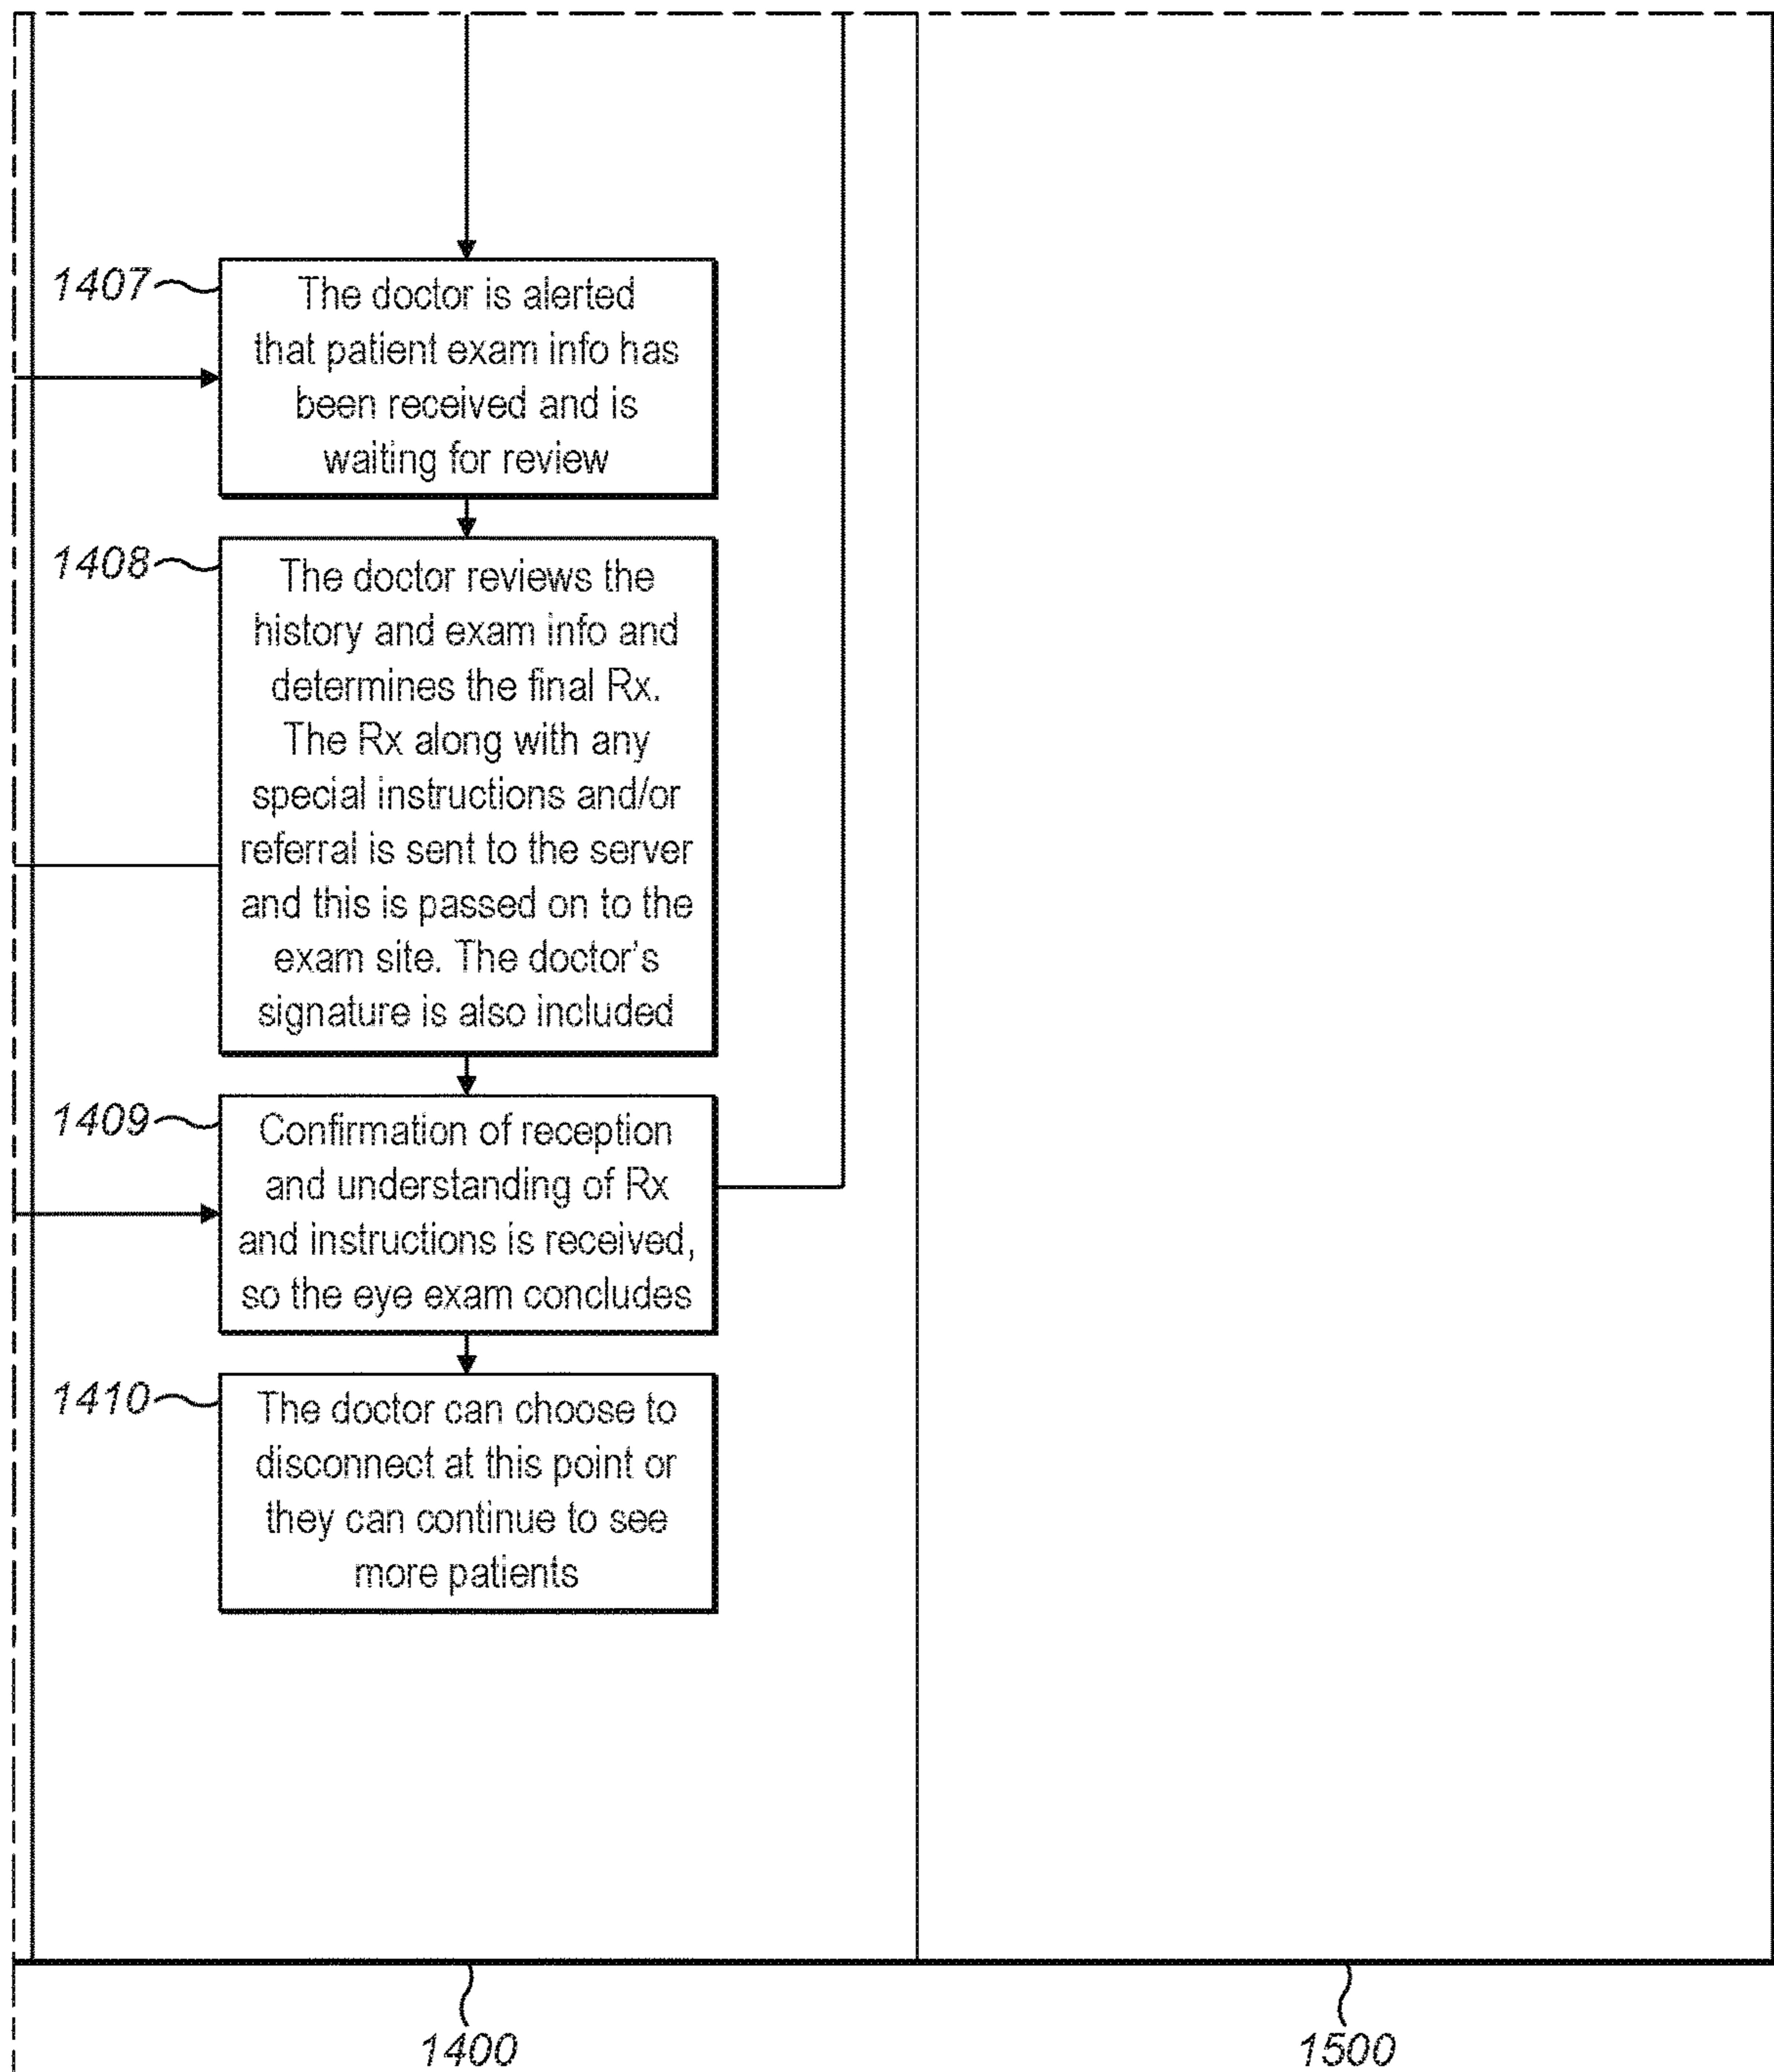 1407
The doctor is alerted
that patient exam info has
been received and is
waiting for review
1408
The doctor reviews the
history and exam info and
determines the final Rx.
The Rx along with any
special instructions and/or
referral is sent to the server
and this is passed on to the
exam site. The doctor's
signature is also included
1409
Confirmation of reception
and understanding of Rx
and instructions is received,
so the eye exam concludes
1410
The doctor can choose to
disconnect at this point or
they can continue to see
more patients
1400
1500